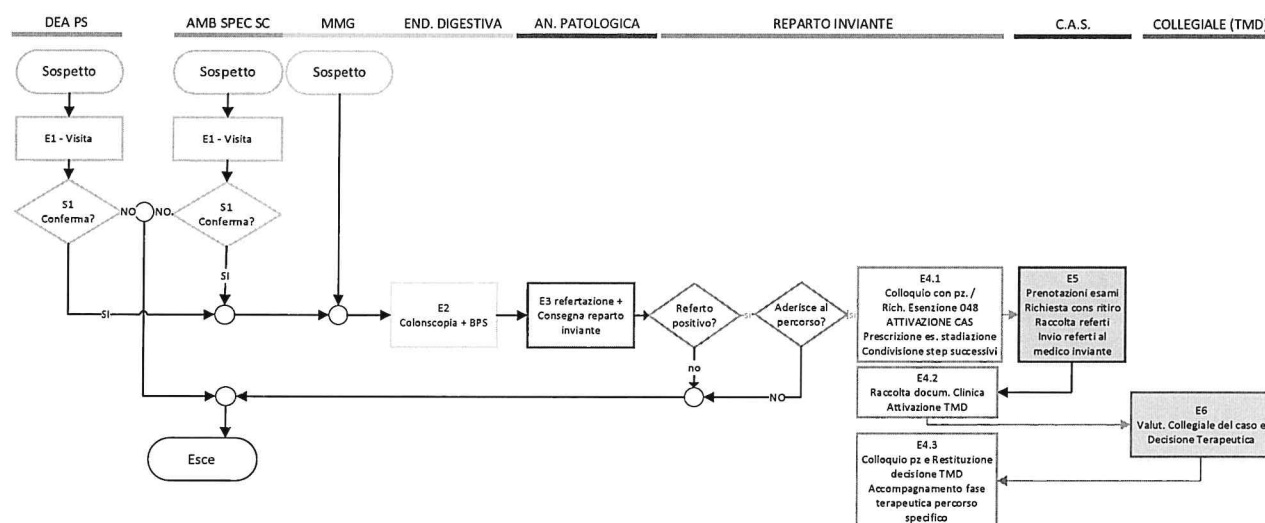 DEA PS
AMB SPEC SC
MMG
END. DIGESTIVA
AN. PATOLOGICA
REPARTO INVIANTE
C.A.S.
COLLEGIALE (TMD)
Sospetto
Sospetto
Sospetto
E1 - Visita
E1 - Visita
S1
Conferma?
NO
NO
S1
Conferma?
SI
SI
E2
Colonscopia + BPS
E3 refertazione +
Consegna reparto
inviante
Referto
positivo?
si
Aderisce al
percorso?
si
no
NO
E4.1
Colloquio con pz. /
Rich. Esenzione 048
ATTIVAZIONE CAS
Prescrizione es. stadiazione
Condivisione step successivi
E5
Prenotazioni esami
Richiesta cons ritiro
Raccolta referti
Invio referti al
medico inviante
E4.2
Raccolta docum. Clinica
Attivazione TMD
E6
Valut. Collegiale del caso e
Decisione Terapeutica
E4.3
Colloquio pz e Restituzione
decisione TMD
Accompagnamento fase
terapeutica percorso
specifico
Esce